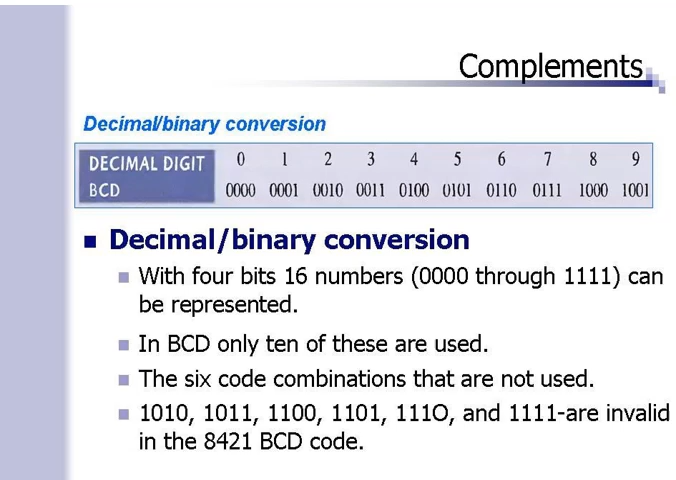 Complements
Decimal/binary conversion
DECIMAL DIGIT 0 1 2 3 4 5 6 7 8 9
BCD 0000 0001 0010 0011 0100 0101 0110 0111 1000 1001
Decimal/binary conversion
With four bits 16 numbers (0000 through 1111) can
be represented.
In BCD only ten of these are used.
The six code combinations that are not used.
1010, 1011, 1100, 1101, 111O, and 1111-are invalid
in the 8421 BCD code.